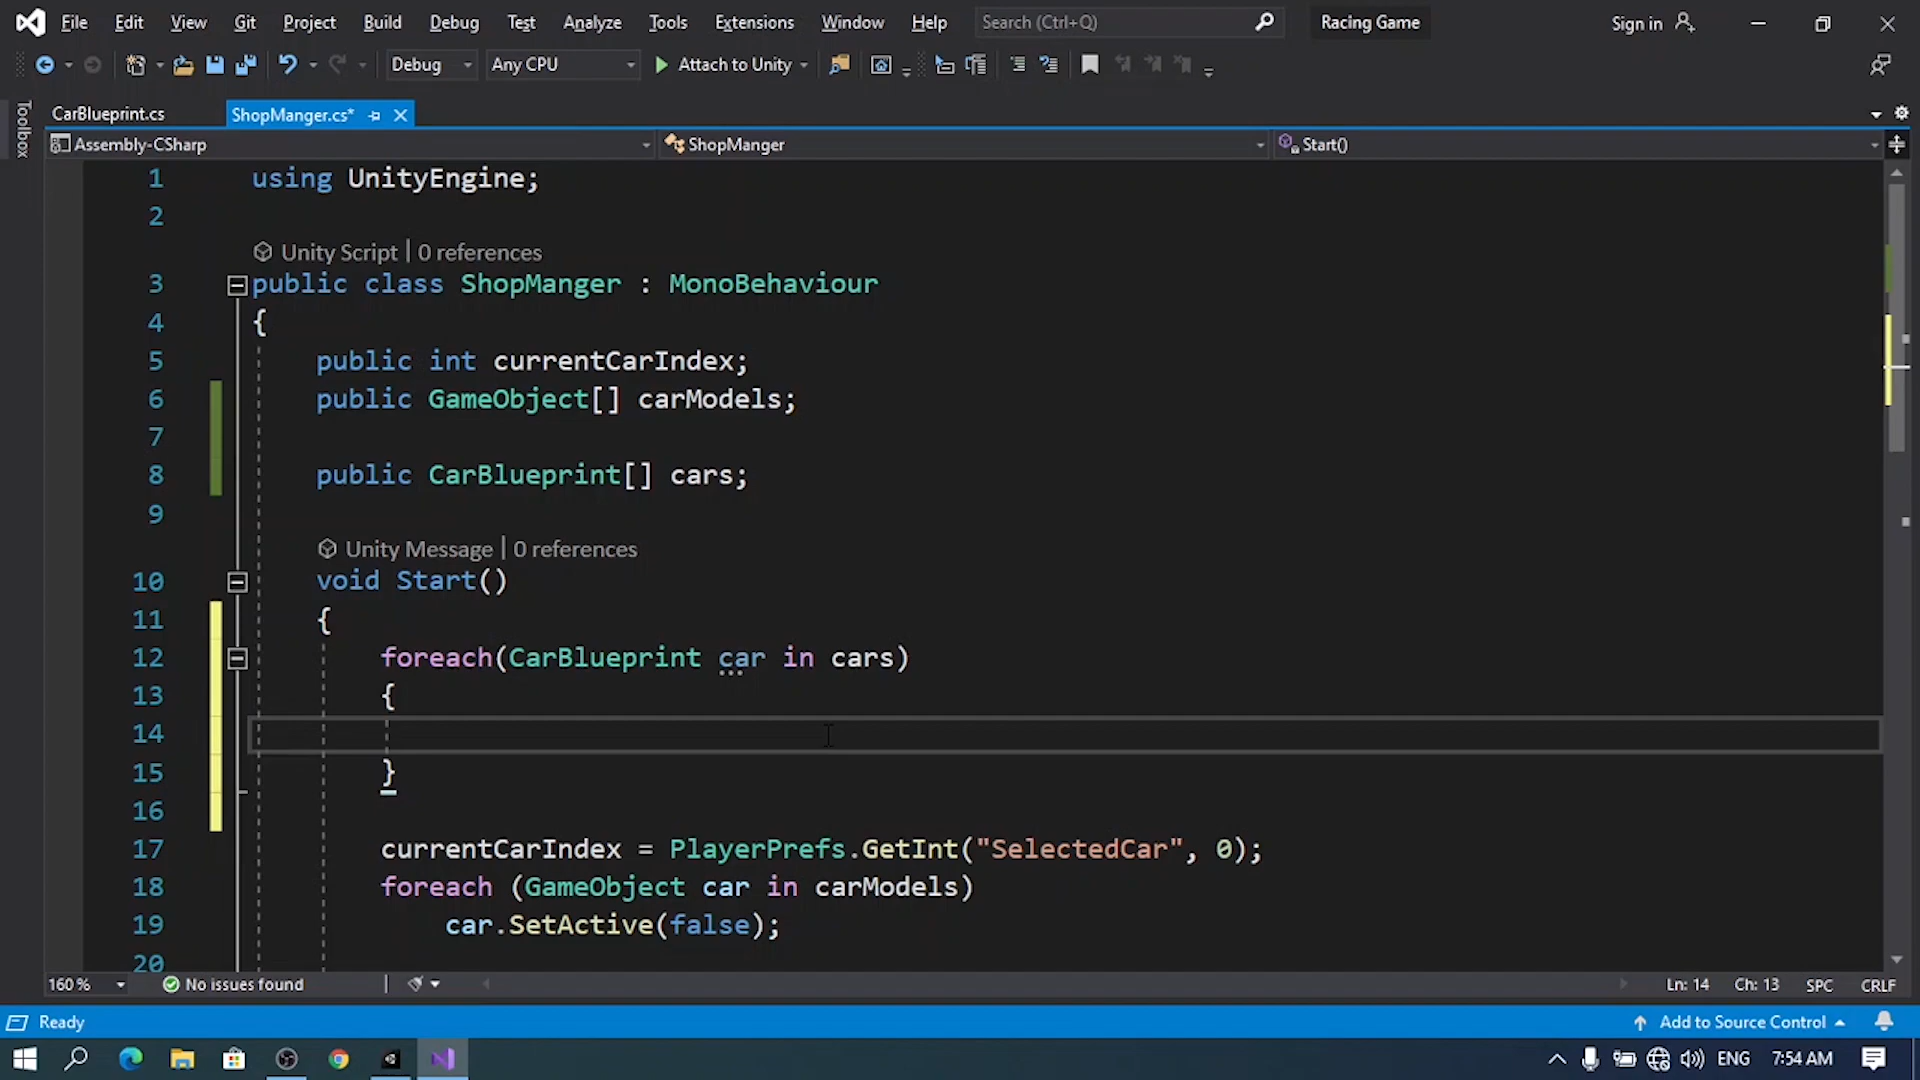 File Edit View Git Project Build Debug Test Analyze Tools Extensions Window Help Search (Ctrl+Q) Racing Game Sign in
Debug Any CPU Attach to Unity
Toolbox
CarBlueprint.cs ShopManger.cs*
Assembly-CSharp ShopManger Start()
1 using UnityEngine;
2
Unity Script | 0 references
3 public class ShopManger : MonoBehaviour
4 {
5 public int currentCarIndex;
6 public GameObject[] carModels;
7
8 public CarBlueprint[] cars;
9
Unity Message | 0 references
10 void Start()
11 {
12 foreach(CarBlueprint car in cars)
13 {
14
15 }
16
17 currentCarIndex = PlayerPrefs.GetInt("SelectedCar", 0);
18 foreach (GameObject car in carModels)
19 car.SetActive(false);
20
160 % No issues found Ln: 14 Ch: 13 SPC CRLF
Ready Add to Source Control
ENG 7:54 AM